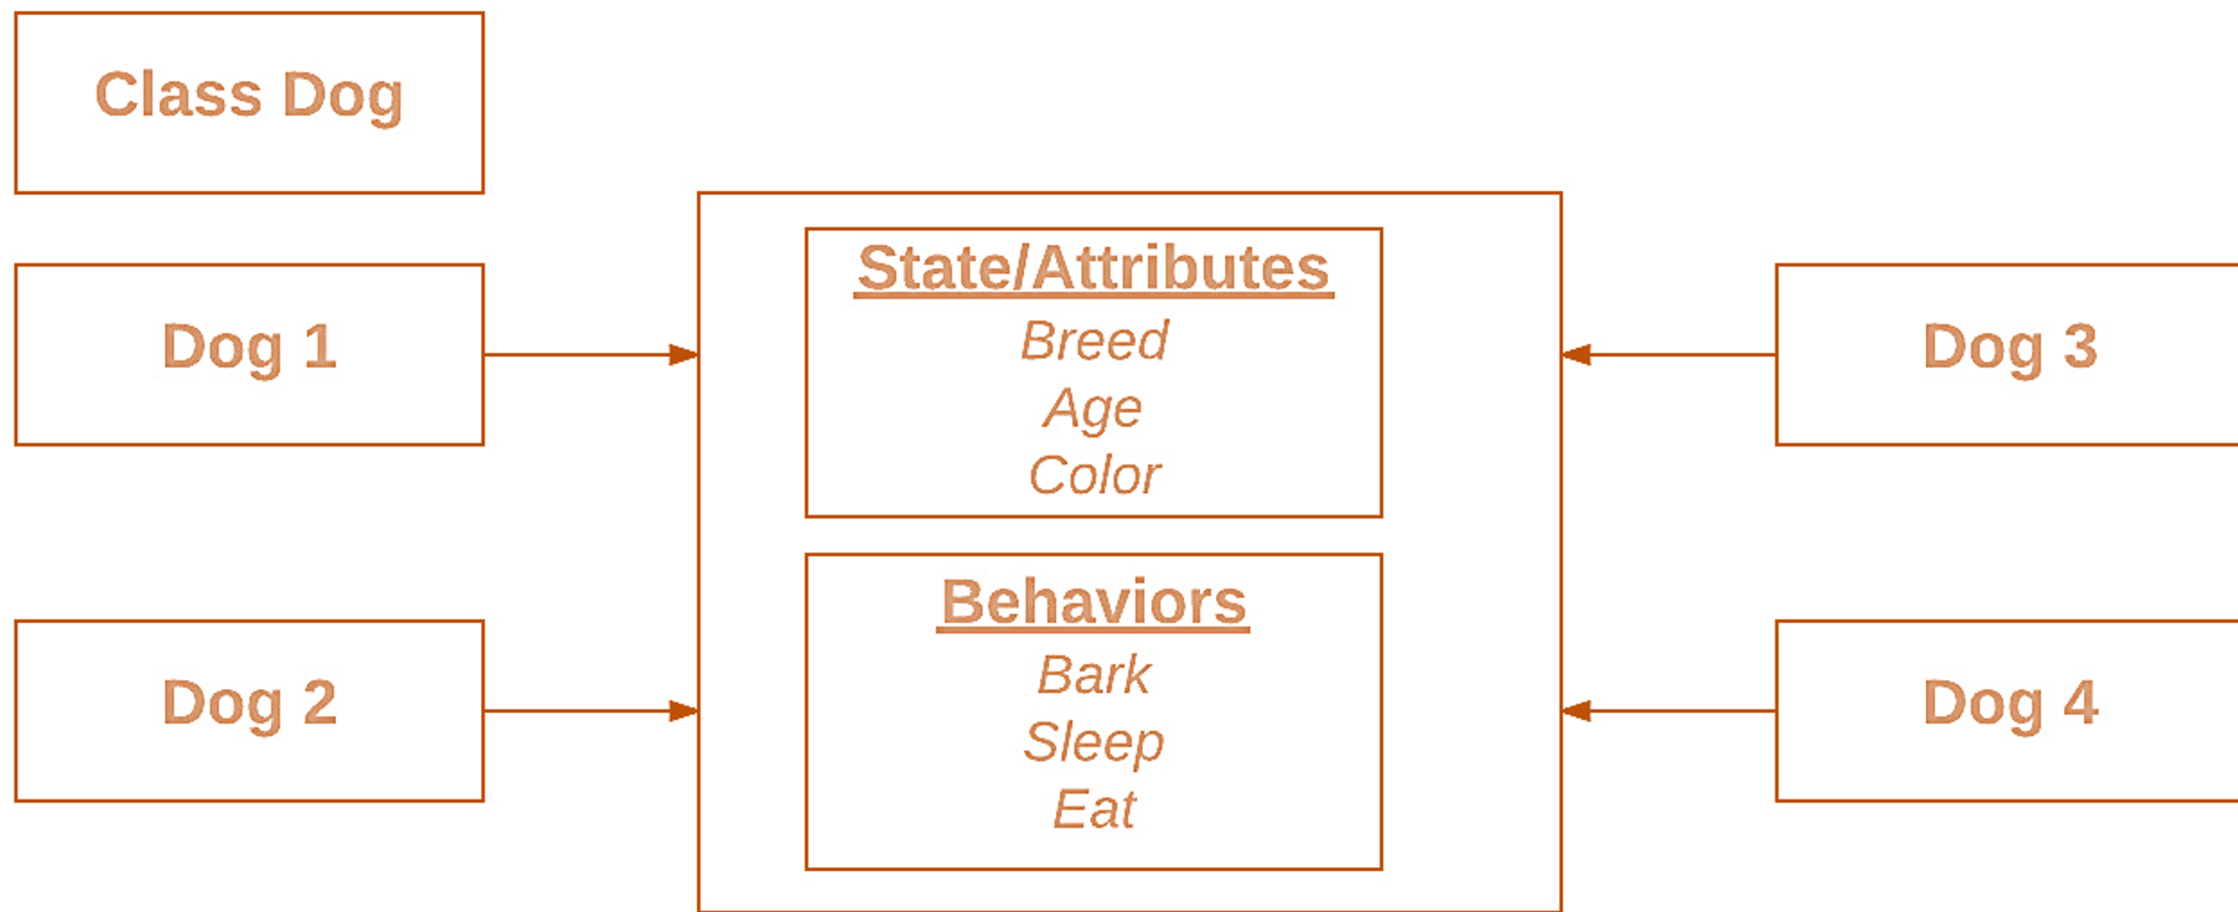 Class Dog
Dog 1
Dog 2
State/Attributes
Breed
Age
Color
Behaviors
Bark
Sleep
Eat
Dog 3
Dog 4